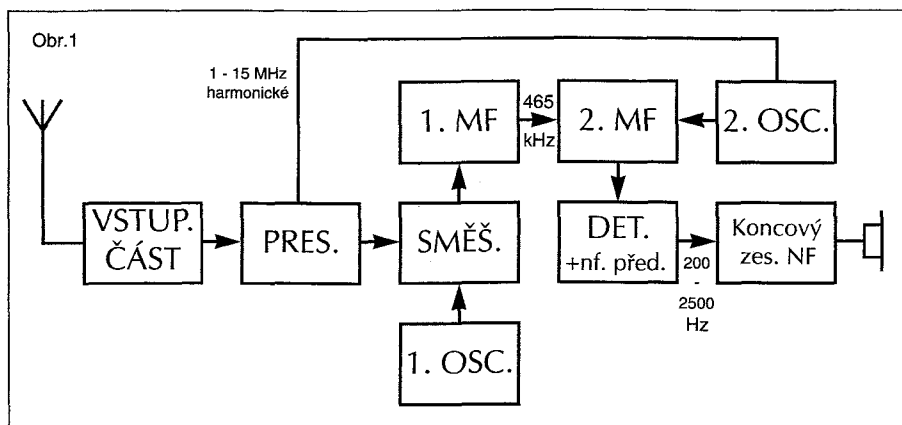 Obr.1
1 - 15 MHz
harmonické
1. MF
465
kHz
2. MF
2. OSC.
VSTUP.
ČÁST
PRES.
SMĚŠ.
DET.
+nf. před.
200
-
2500
Hz
Koncový
zes. NF
1. OSC.